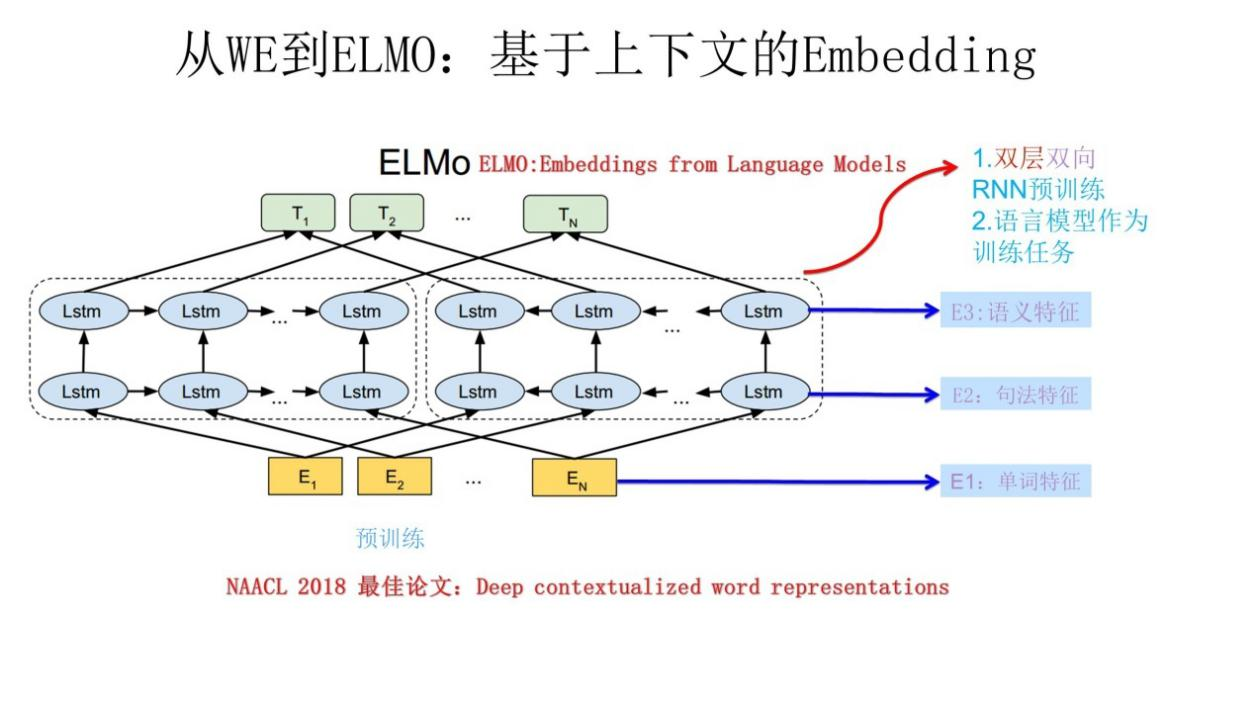 从WE到ELMO：基于上下文的Embedding
ELMo ELMO:Embeddings from Language Models
1.双层双向
RNN预训练
2.语言模型作为
训练任务
T1 T2 ... TN
Lstm Lstm ... Lstm Lstm Lstm ... Lstm
E3:语义特征
Lstm Lstm ... Lstm Lstm Lstm ... Lstm
E2：句法特征
E1 E2 ... EN
E1：单词特征
预训练
NAACL 2018 最佳论文：Deep contextualized word representations